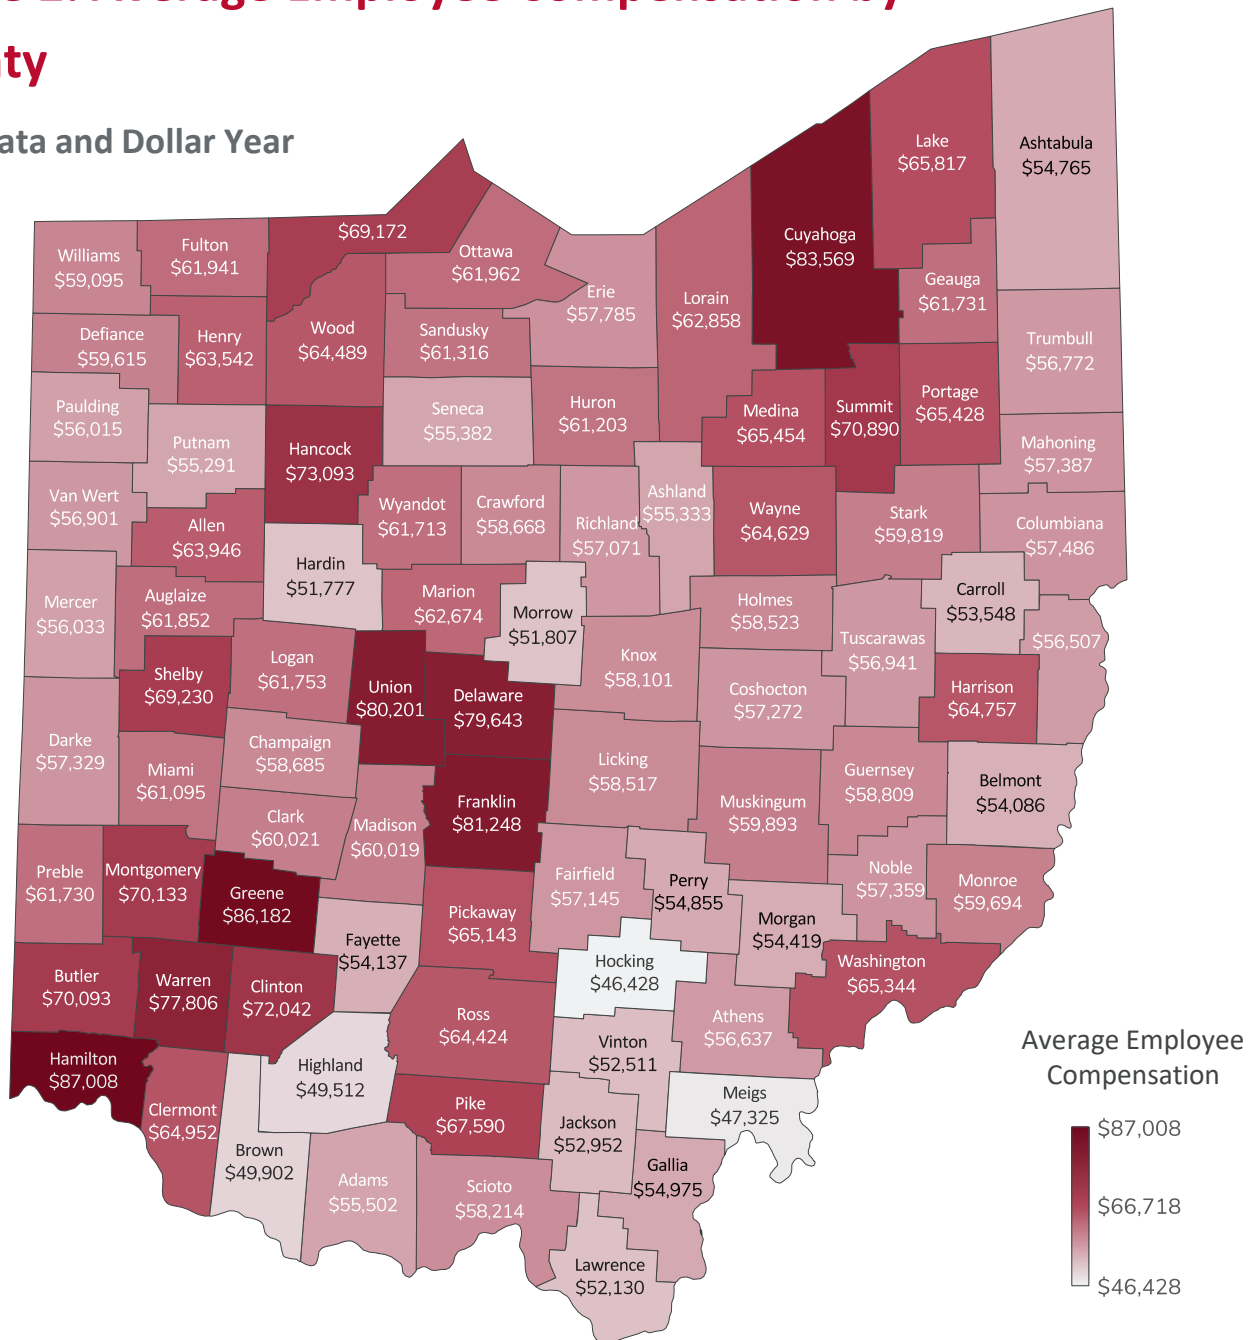 Average Employee Compensation by
ata and Dollar Year
Lake
$65,817
Ashtabula
$54,765
Cuyahoga
$83,569
$69,172
Williams
$59,095
Fulton
$61,941
Ottawa
$61,962
Geauga
$61,731
Erie
$57,785
Lorain
$62,858
Defiance
$59,615
Henry
$63,542
Wood
$64,489
Sandusky
$61,316
Trumbull
$56,772
Paulding
$56,015
Putnam
$55,291
Hancock
$73,093
Seneca
$55,382
Huron
$61,203
Medina
$65,454
Summit
$70,890
Portage
$65,428
Mahoning
$57,387
Van Wert
$56,901
Allen
$63,946
Wyandot
$61,713
Crawford
$58,668
Richland
$57,071
Ashland
$55,333
Wayne
$64,629
Stark
$59,819
Columbiana
$57,486
Hardin
$51,777
Mercer
$56,033
Auglaize
$61,852
Marion
$62,674
Morrow
$51,807
Holmes
$58,523
Carroll
$53,548
Tuscarawas
$56,941
$56,507
Shelby
$69,230
Logan
$61,753
Union
$80,201
Delaware
$79,643
Knox
$58,101
Coshocton
$57,272
Harrison
$64,757
Darke
$57,329
Miami
$61,095
Champaign
$58,685
Licking
$58,517
Guernsey
$58,809
Belmont
$54,086
Clark
$60,021
Madison
$60,019
Franklin
$81,248
Muskingum
$59,893
Preble
$61,730
Montgomery
$70,133
Greene
$86,182
Fairfield
$57,145
Perry
$54,855
Noble
$57,359
Monroe
$59,694
Fayette
$54,137
Pickaway
$65,143
Morgan
$54,419
Butler
$70,093
Warren
$77,806
Clinton
$72,042
Hocking
$46,428
Washington
$65,344
Ross
$64,424
Athens
$56,637
Hamilton
$87,008
Highland
$49,512
Vinton
$52,511
Meigs
$47,325
Clermont
$64,952
Pike
$67,590
Jackson
$52,952
Brown
$49,902
Adams
$55,502
Scioto
$58,214
Gallia
$54,975
Lawrence
$52,130
Average Employee
Compensation
$87,008
$66,718
$46,428